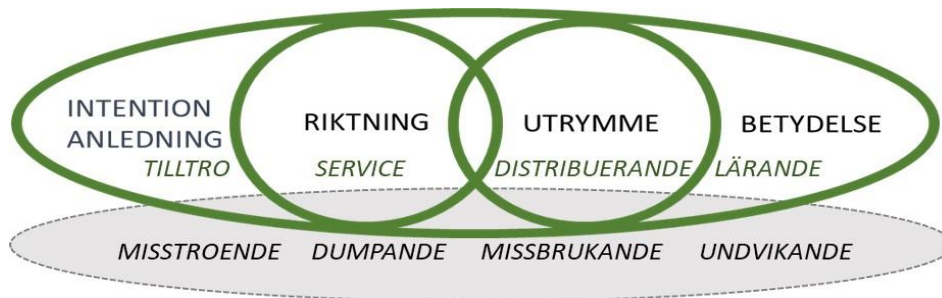 INTENTION
ANLEDNING
RIKTNING
UTRYMME
BETYDELSE
TILLTRO
SERVICE
DISTRIBUERANDE
LÄRANDE
MISSTROENDE
DUMPANDE
MISSBRUKANDE
UNDVIKANDE